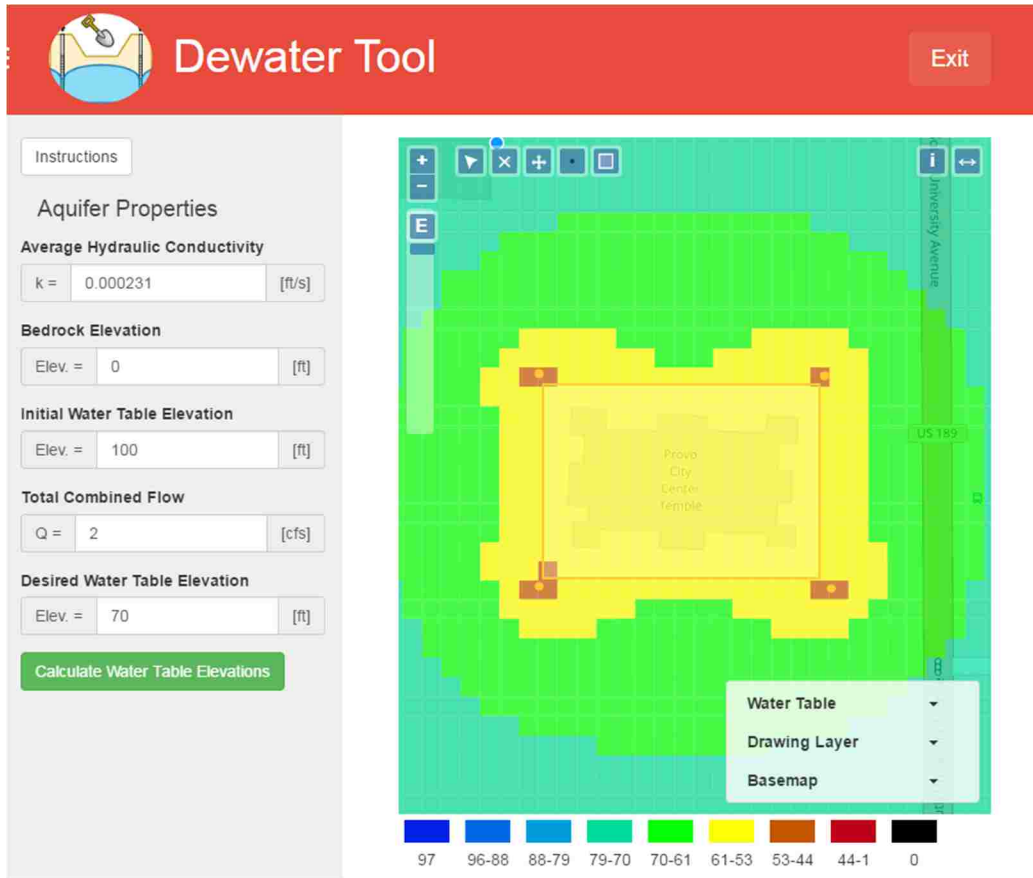 Dewater Tool
Exit
Instructions
Aquifer Properties
Average Hydraulic Conductivity
k = 0.000231 [ft/s]
Bedrock Elevation
Elev. = 0 [ft]
Initial Water Table Elevation
Elev. = 100 [ft]
Total Combined Flow
Q = 2 [cfs]
Desired Water Table Elevation
Elev. = 70 [ft]
Calculate Water Table Elevations
+
−
E
i
University Avenue
US 189
Provo
City
Center
Temple
Water Table
Drawing Layer
Basemap
97 96-88 88-79 79-70 70-61 61-53 53-44 44-1 0